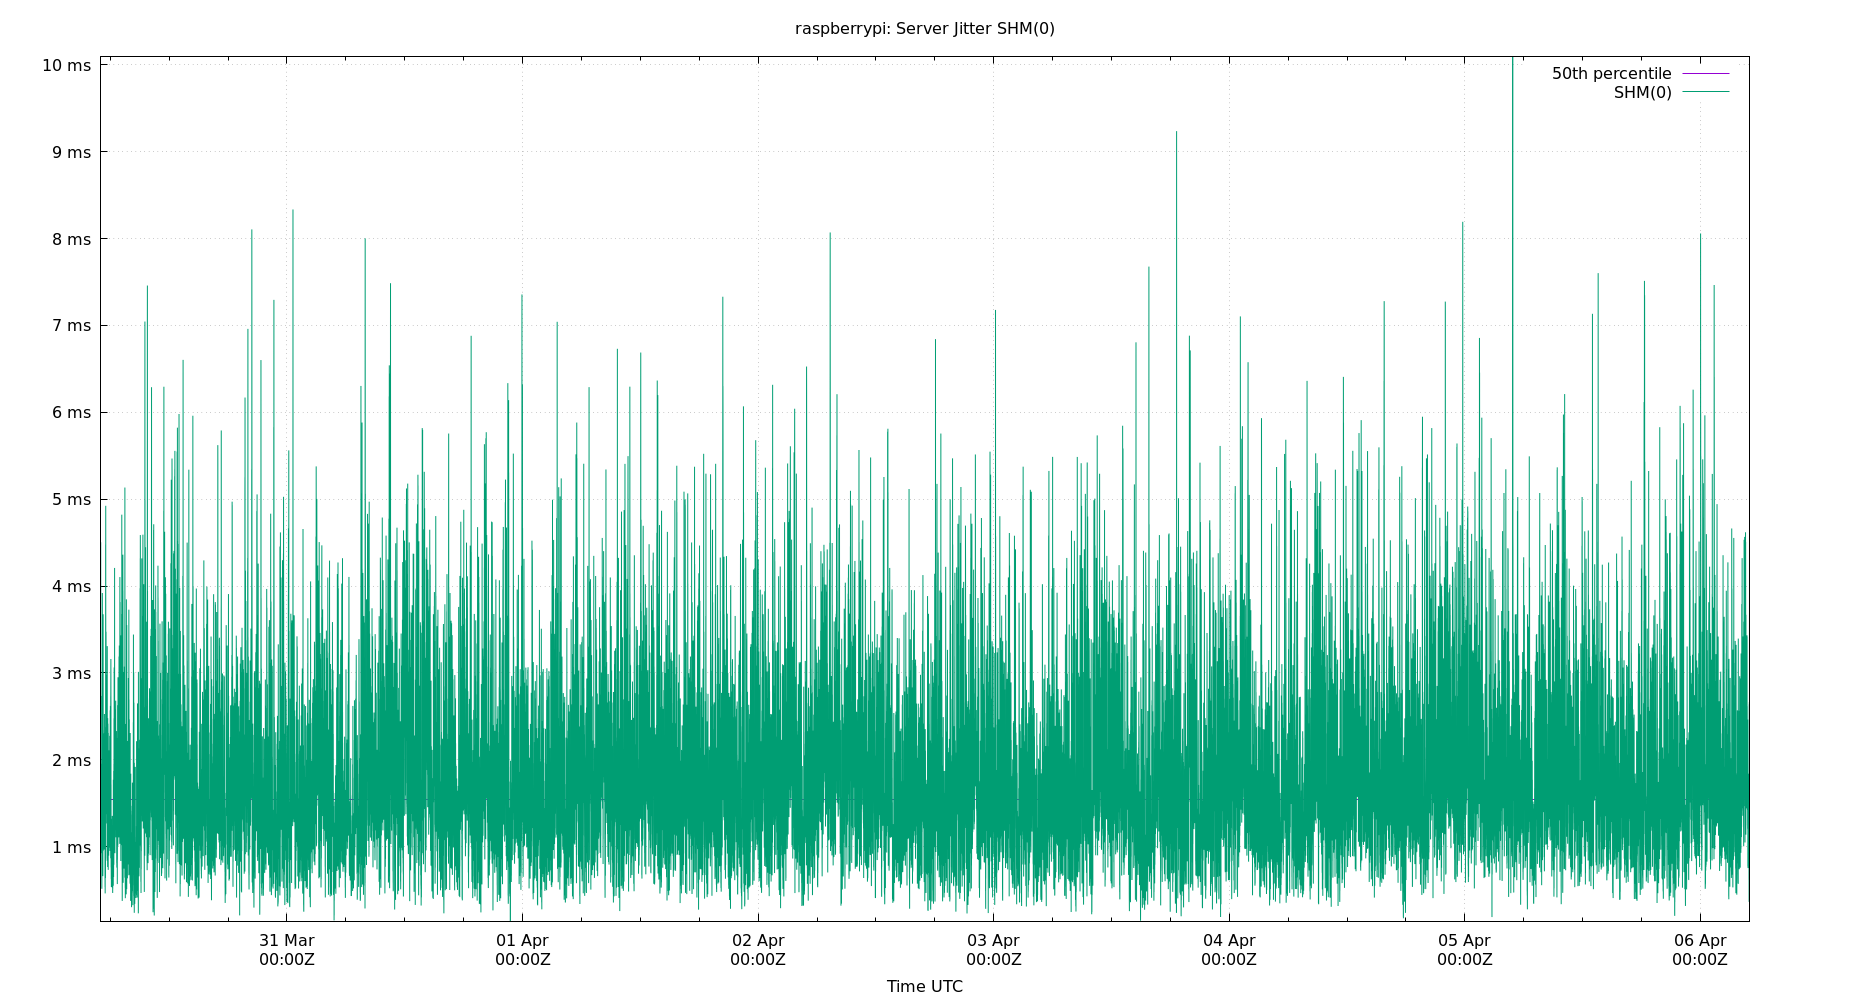 raspberrypi: Server Jitter SHM(0)
10 ms
9 ms
8 ms
7 ms
6 ms
5 ms
4 ms
3 ms
2 ms
1 ms
50th percentile
SHM(0)
31 Mar 01 Apr 02 Apr 03 Apr 04 Apr 05 Apr 06 Apr
00:00Z 00:00Z 00:00Z 00:00Z 00:00Z 00:00Z 00:00Z
Time UTC